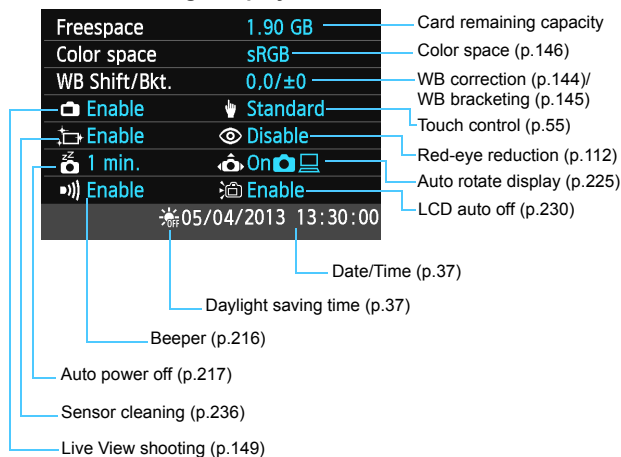 Freespace 1.90 GB Card remaining capacity
Color space sRGB Color space (p.146)
WB Shift/Bkt. 0,0/±0 WB correction (p.144)/
WB bracketing (p.145)
Enable Standard Touch control (p.55)
Enable Disable Red-eye reduction (p.112)
1 min. On Auto rotate display (p.225)
Enable Enable LCD auto off (p.230)
OFF 05/04/2013 13:30:00
Date/Time (p.37)
Daylight saving time (p.37)
Beeper (p.216)
Auto power off (p.217)
Sensor cleaning (p.236)
Live View shooting (p.149)